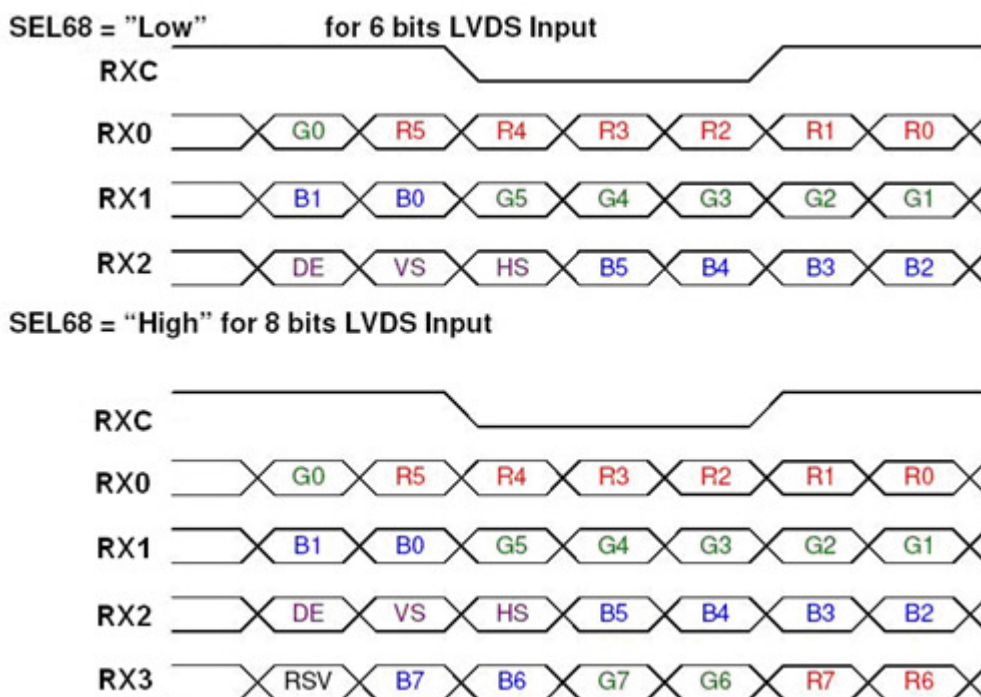 SEL68 = "Low" for 6 bits LVDS Input
RXC
RX0 G0 R5 R4 R3 R2 R1 R0
RX1 B1 B0 G5 G4 G3 G2 G1
RX2 DE VS HS B5 B4 B3 B2
SEL68 = “High” for 8 bits LVDS Input
RXC
RX0 G0 R5 R4 R3 R2 R1 R0
RX1 B1 B0 G5 G4 G3 G2 G1
RX2 DE VS HS B5 B4 B3 B2
RX3 RSV B7 B6 G7 G6 R7 R6